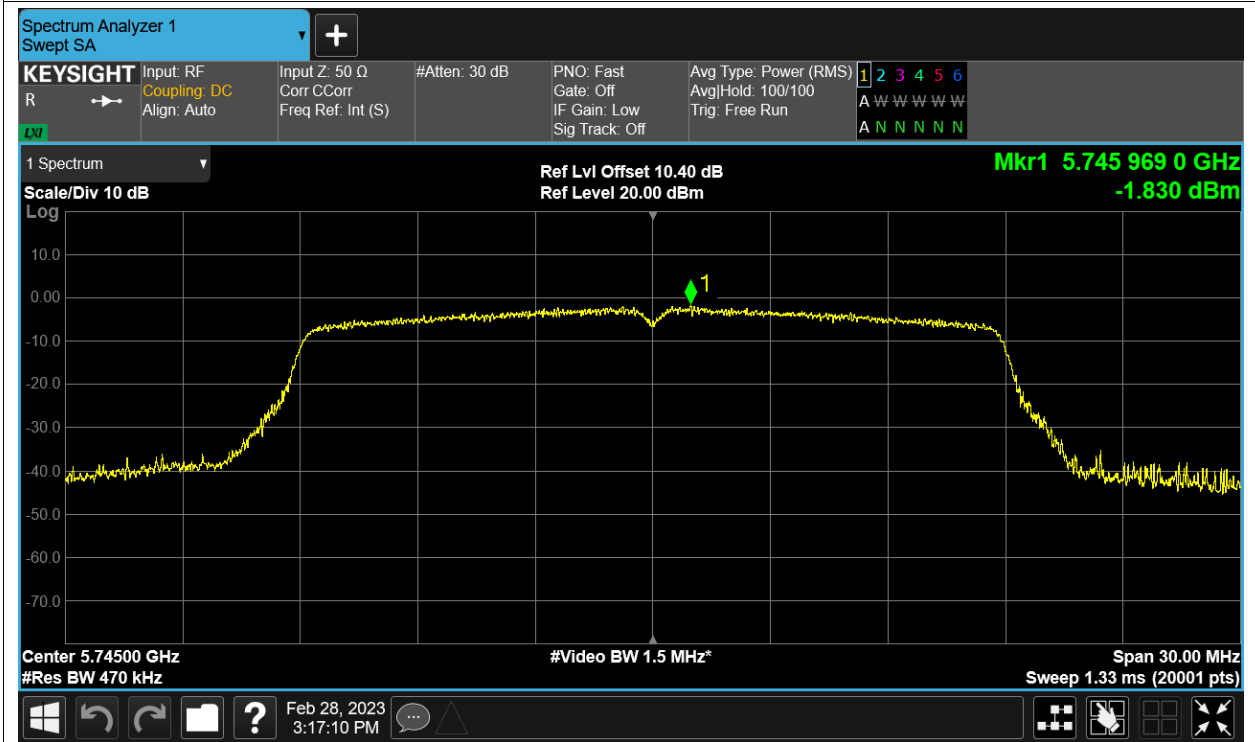 Spectrum Analyzer 1
Swept SA
+
KEYSIGHT
R
LXI
Input: RF
Coupling: DC
Align: Auto
Input Z: 50 Ω
Corr CCorr
Freq Ref: Int (S)
#Atten: 30 dB
PNO: Fast
Gate: Off
IF Gain: Low
Sig Track: Off
Avg Type: Power (RMS)
Avg|Hold: 100/100
Trig: Free Run
1 2 3 4 5 6
A W W W W W
A N N N N N
1 Spectrum
Scale/Div 10 dB
Log
Ref Lvl Offset 10.40 dB
Ref Level 20.00 dBm
Mkr1 5.745 969 0 GHz
-1.830 dBm
10.0
0.00
-10.0
-20.0
-30.0
-40.0
-50.0
-60.0
-70.0
1
Center 5.74500 GHz
#Res BW 470 kHz
#Video BW 1.5 MHz*
Span 30.00 MHz
Sweep 1.33 ms (20001 pts)
?
Feb 28, 2023
3:17:10 PM